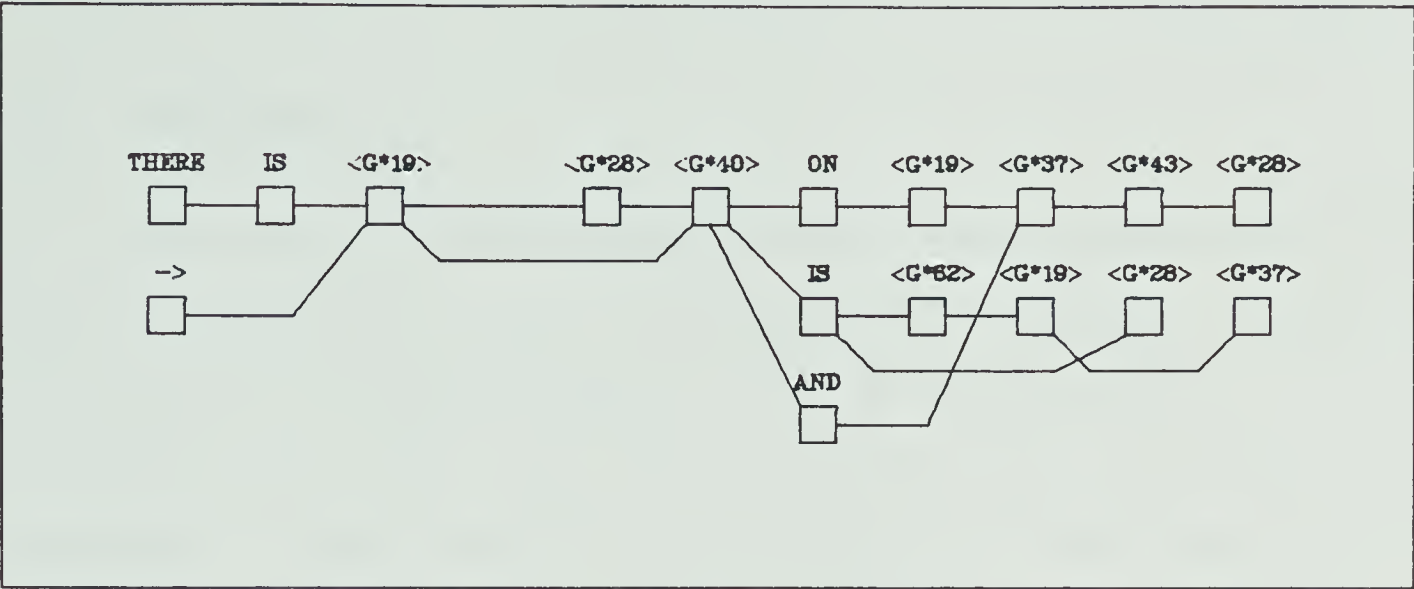 THERE IS <G*19> <G*28> <G*40> ON <G*19> <G*37> <G*43> <G*28>
-> IS <G*62> <G*19> <G*28> <G*37>
AND